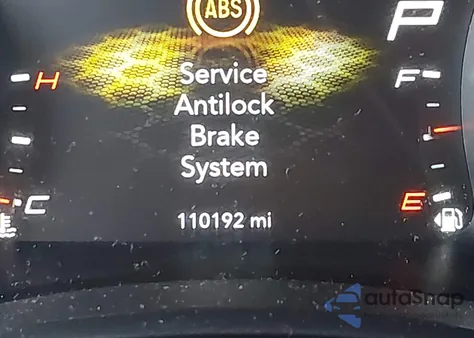 ABS
P
H
F
Service
Antilock
Brake
System
C
E
110192 mi
autoSnap